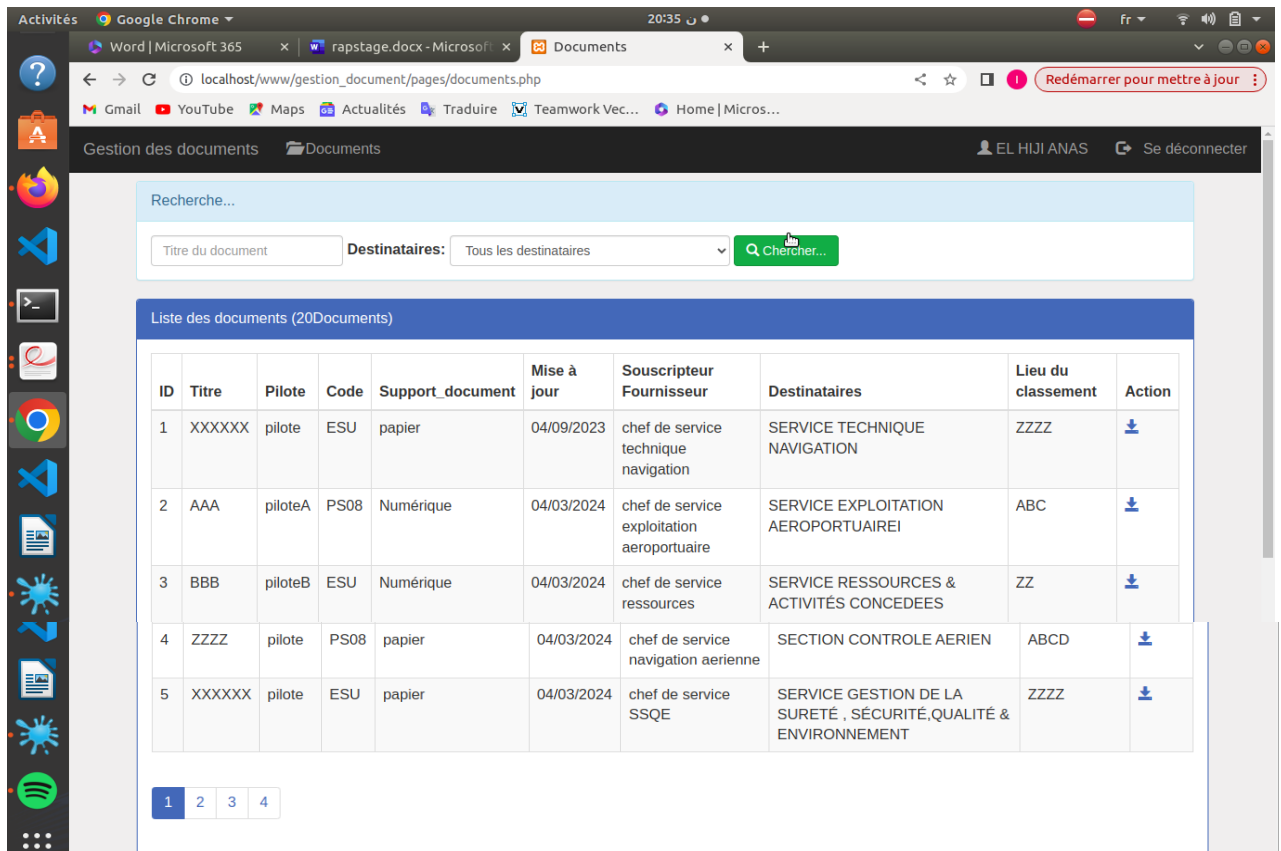 Activités Google Chrome 20:35 ن fr
Word | Microsoft 365 rapstage.docx - Microsoft Documents
localhost/www/gestion_document/pages/documents.php I Redémarrer pour mettre à jour
Gmail YouTube Maps Actualités Traduire Teamwork Vec... Home | Micros...
Gestion des documents Documents EL HIJI ANAS Se déconnecter
Recherche...
Titre du document Destinataires: Tous les destinataires Chercher...
Liste des documents (20Documents)
ID Titre Pilote Code Support_document Mise à jour Souscripteur Fournisseur Destinataires Lieu du classement Action
1 XXXXXX pilote ESU papier 04/09/2023 chef de service technique navigation SERVICE TECHNIQUE NAVIGATION ZZZZ
2 AAA piloteA PS08 Numérique 04/03/2024 chef de service exploitation aeroportuaire SERVICE EXPLOITATION AEROPORTUAIREI ABC
3 BBB piloteB ESU Numérique 04/03/2024 chef de service ressources SERVICE RESSOURCES & ACTIVITÉS CONCEDEES ZZ
4 ZZZZ pilote PS08 papier 04/03/2024 chef de service navigation aerienne SECTION CONTROLE AERIEN ABCD
5 XXXXXX pilote ESU papier 04/03/2024 chef de service SSQE SERVICE GESTION DE LA SURETÉ , SÉCURITÉ,QUALITÉ & ENVIRONNEMENT ZZZZ
1 2 3 4